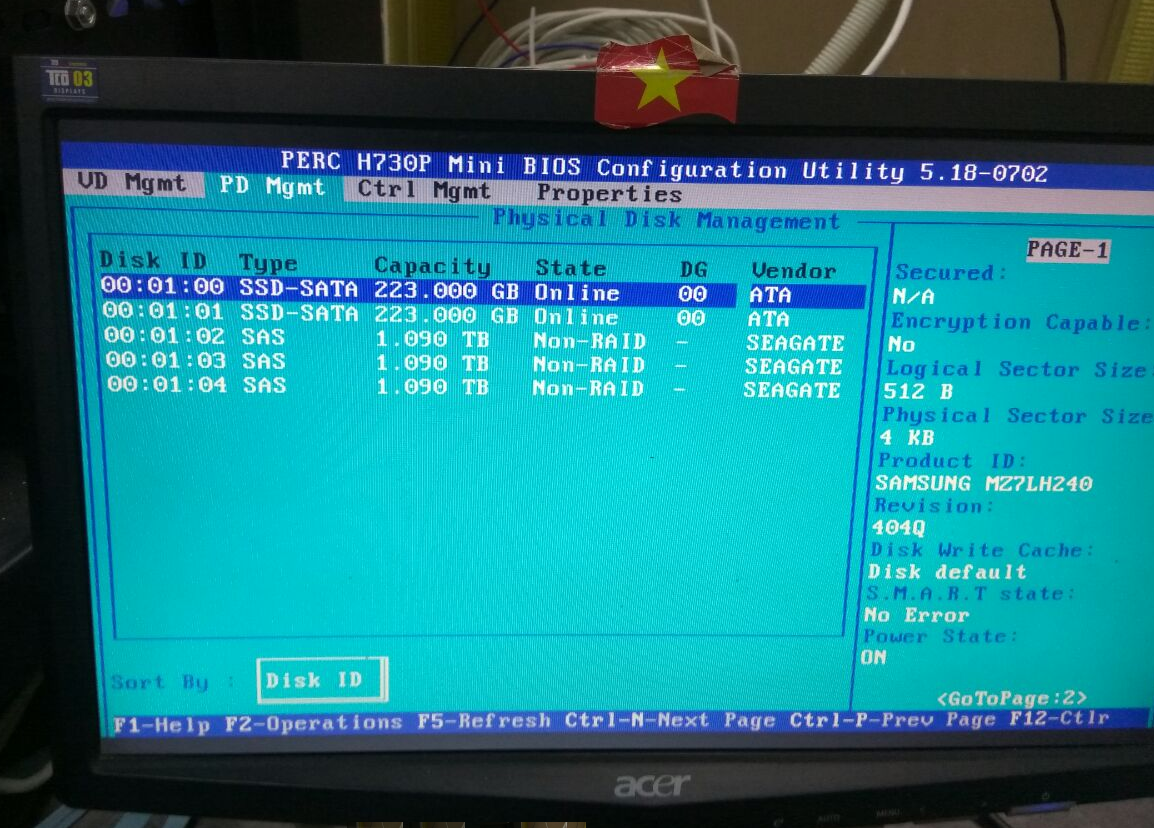 TCO 03
DISPLAYS
PERC H730P Mini BIOS Configuration Utility 5.18-0702
VD Mgmt PD Mgmt Ctrl Mgmt Properties
Physical Disk Management
PAGE-1
Disk ID Type Capacity State DG Vendor
00:01:00 SSD-SATA 223.000 GB Online 00 ATA
00:01:01 SSD-SATA 223.000 GB Online 00 ATA
00:01:02 SAS 1.090 TB Non-RAID - SEAGATE
00:01:03 SAS 1.090 TB Non-RAID - SEAGATE
00:01:04 SAS 1.090 TB Non-RAID - SEAGATE
Secured:
N/A
Encryption Capable:
No
Logical Sector Size
512 B
Physical Sector Size
4 KB
Product ID:
SAMSUNG MZ7LH240
Revision:
404Q
Disk Write Cache:
Disk default
S.M.A.R.T state:
No Error
Power State:
ON
Sort By : Disk ID
<GoToPage:2>
F1-Help F2-Operations F5-Refresh Ctrl-N-Next Page Ctrl-P-Prev Page F12-Ctlr
acer
AUTO MENU